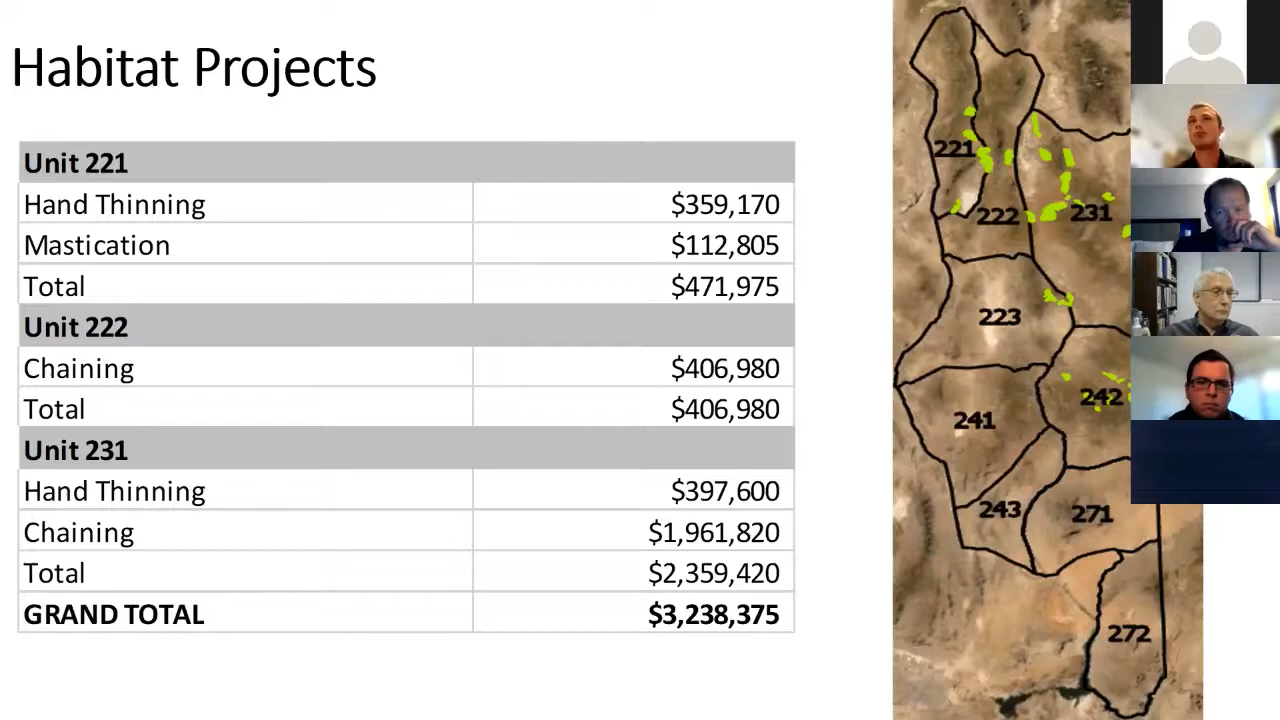 Habitat Projects
Unit 221
Hand Thinning $359,170
Mastication $112,805
Total $471,975
Unit 222
Chaining $406,980
Total $406,980
Unit 231
Hand Thinning $397,600
Chaining $1,961,820
Total $2,359,420
GRAND TOTAL $3,238,375
221
222
231
223
242
241
243
271
272